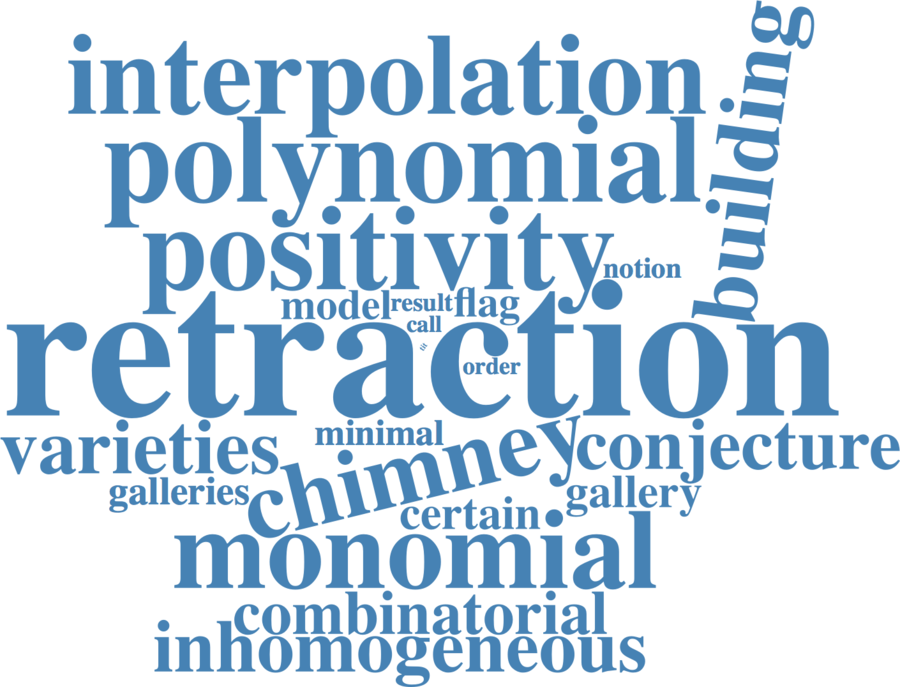 interpolation
building
polynomial
positivity
notion
model
result
flag
call
retraction
order
varieties
minimal
chimney
conjecture
galleries
certain
gallery
monomial
combinatorial
inhomogeneous